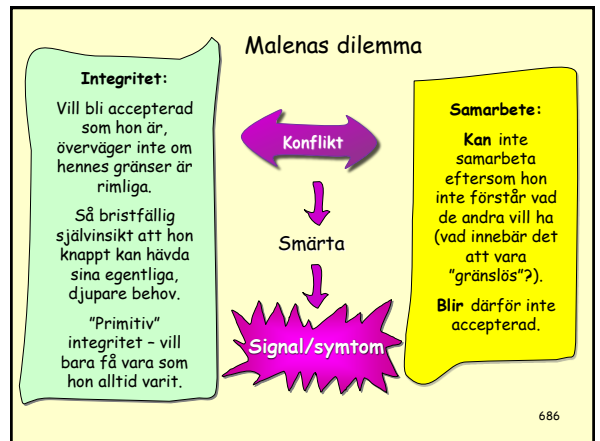 Malenas dilemma
Integritet:
Vill bli accepterad
som hon är,
överväger inte om
hennes gränser är
rimliga.
Så bristfällig
självinsikt att hon
knappt kan hävda
sina egentliga,
djupare behov.
"Primitiv"
integritet – vill
bara få vara som
hon alltid varit.
Konflikt
Smärta
Signal/symtom
Samarbete:
Kan inte
samarbeta
eftersom hon
inte förstår vad
de andra vill ha
(vad innebär det
att vara
"gränslös"?).
Blir därför inte
accepterad.
686